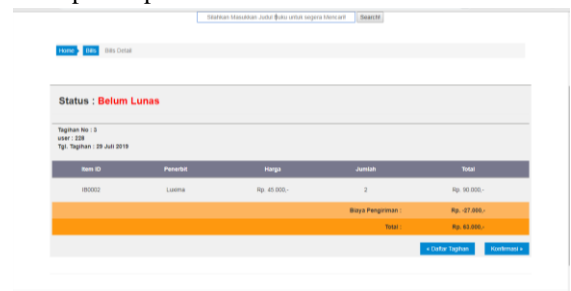 Silahkan Masukkan Judul Buku untuk segera Mencari! Search!
Home Bills Bills Detail
Status : Belum Lunas
Tagihan No : 3
user : 228
Tgl. Tagihan : 29 Juli 2019
Item ID Penerbit Harga Jumlah Total
IB0002 Luxima Rp. 45.000,- 2 Rp. 90.000,-
Biaya Pengiriman : Rp. -27.000,-
Total : Rp. 63.000,-
« Daftar Tagihan Konfirmasi »